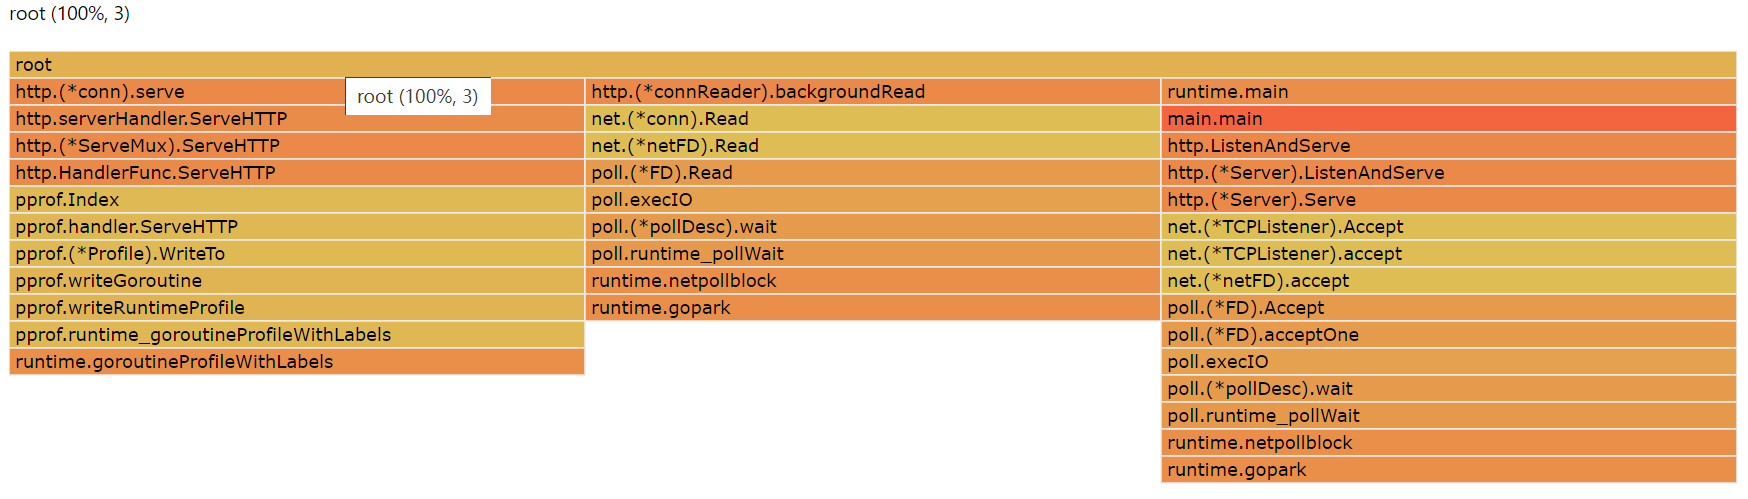 root (100%, 3)
root
http.(*conn).serve
root (100%, 3)
http.(*connReader).backgroundRead
runtime.main
http.serverHandler.ServeHTTP
net.(*conn).Read
main.main
http.(*ServeMux).ServeHTTP
net.(*netFD).Read
http.ListenAndServe
http.HandlerFunc.ServeHTTP
poll.(*FD).Read
http.(*Server).ListenAndServe
pprof.Index
poll.execIO
http.(*Server).Serve
pprof.handler.ServeHTTP
poll.(*pollDesc).wait
net.(*TCPListener).Accept
pprof.(*Profile).WriteTo
poll.runtime_pollWait
net.(*TCPListener).accept
pprof.writeGoroutine
runtime.netpollblock
net.(*netFD).accept
pprof.writeRuntimeProfile
runtime.gopark
poll.(*FD).Accept
pprof.runtime_goroutineProfileWithLabels
poll.(*FD).acceptOne
runtime.goroutineProfileWithLabels
poll.execIO
poll.(*pollDesc).wait
poll.runtime_pollWait
runtime.netpollblock
runtime.gopark